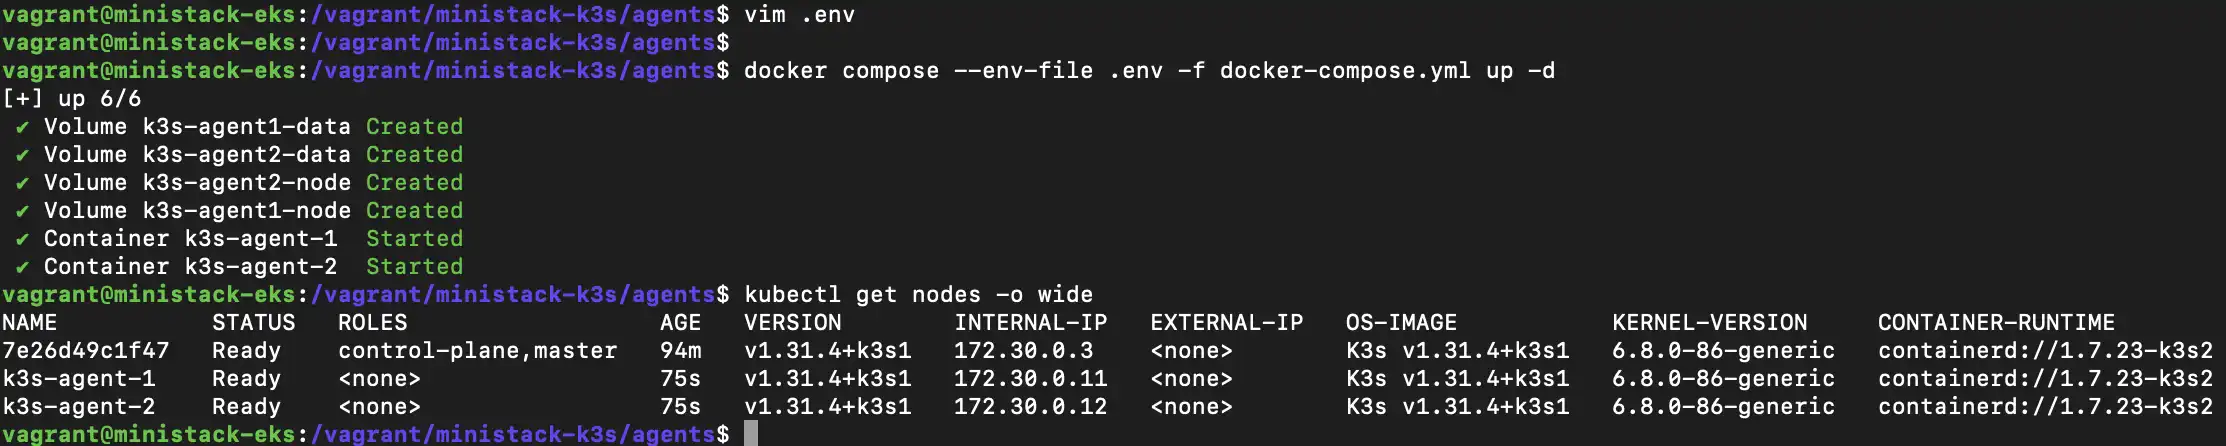 vagrant@ministack-eks:/vagrant/ministack-k3s/agents$ vim .env
vagrant@ministack-eks:/vagrant/ministack-k3s/agents$
vagrant@ministack-eks:/vagrant/ministack-k3s/agents$ docker compose --env-file .env -f docker-compose.yml up -d
[+] up 6/6
✔ Volume k3s-agent1-data Created
✔ Volume k3s-agent2-data Created
✔ Volume k3s-agent2-node Created
✔ Volume k3s-agent1-node Created
✔ Container k3s-agent-1 Started
✔ Container k3s-agent-2 Started
vagrant@ministack-eks:/vagrant/ministack-k3s/agents$ kubectl get nodes -o wide
NAME STATUS ROLES AGE VERSION INTERNAL-IP EXTERNAL-IP OS-IMAGE KERNEL-VERSION CONTAINER-RUNTIME
7e26d49c1f47 Ready control-plane,master 94m v1.31.4+k3s1 172.30.0.3 <none> K3s v1.31.4+k3s1 6.8.0-86-generic containerd://1.7.23-k3s2
k3s-agent-1 Ready <none> 75s v1.31.4+k3s1 172.30.0.11 <none> K3s v1.31.4+k3s1 6.8.0-86-generic containerd://1.7.23-k3s2
k3s-agent-2 Ready <none> 75s v1.31.4+k3s1 172.30.0.12 <none> K3s v1.31.4+k3s1 6.8.0-86-generic containerd://1.7.23-k3s2
vagrant@ministack-eks:/vagrant/ministack-k3s/agents$